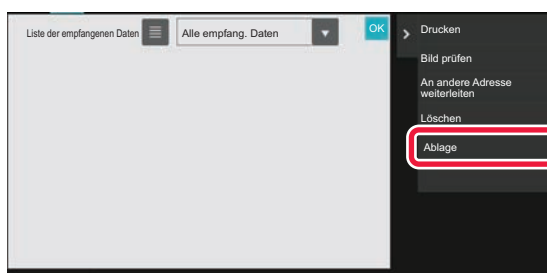 Liste der empfangenen Daten
Alle empfang. Daten
OK
Drucken
Bild prüfen
An andere Adresse
weiterleiten
Löschen
Ablage